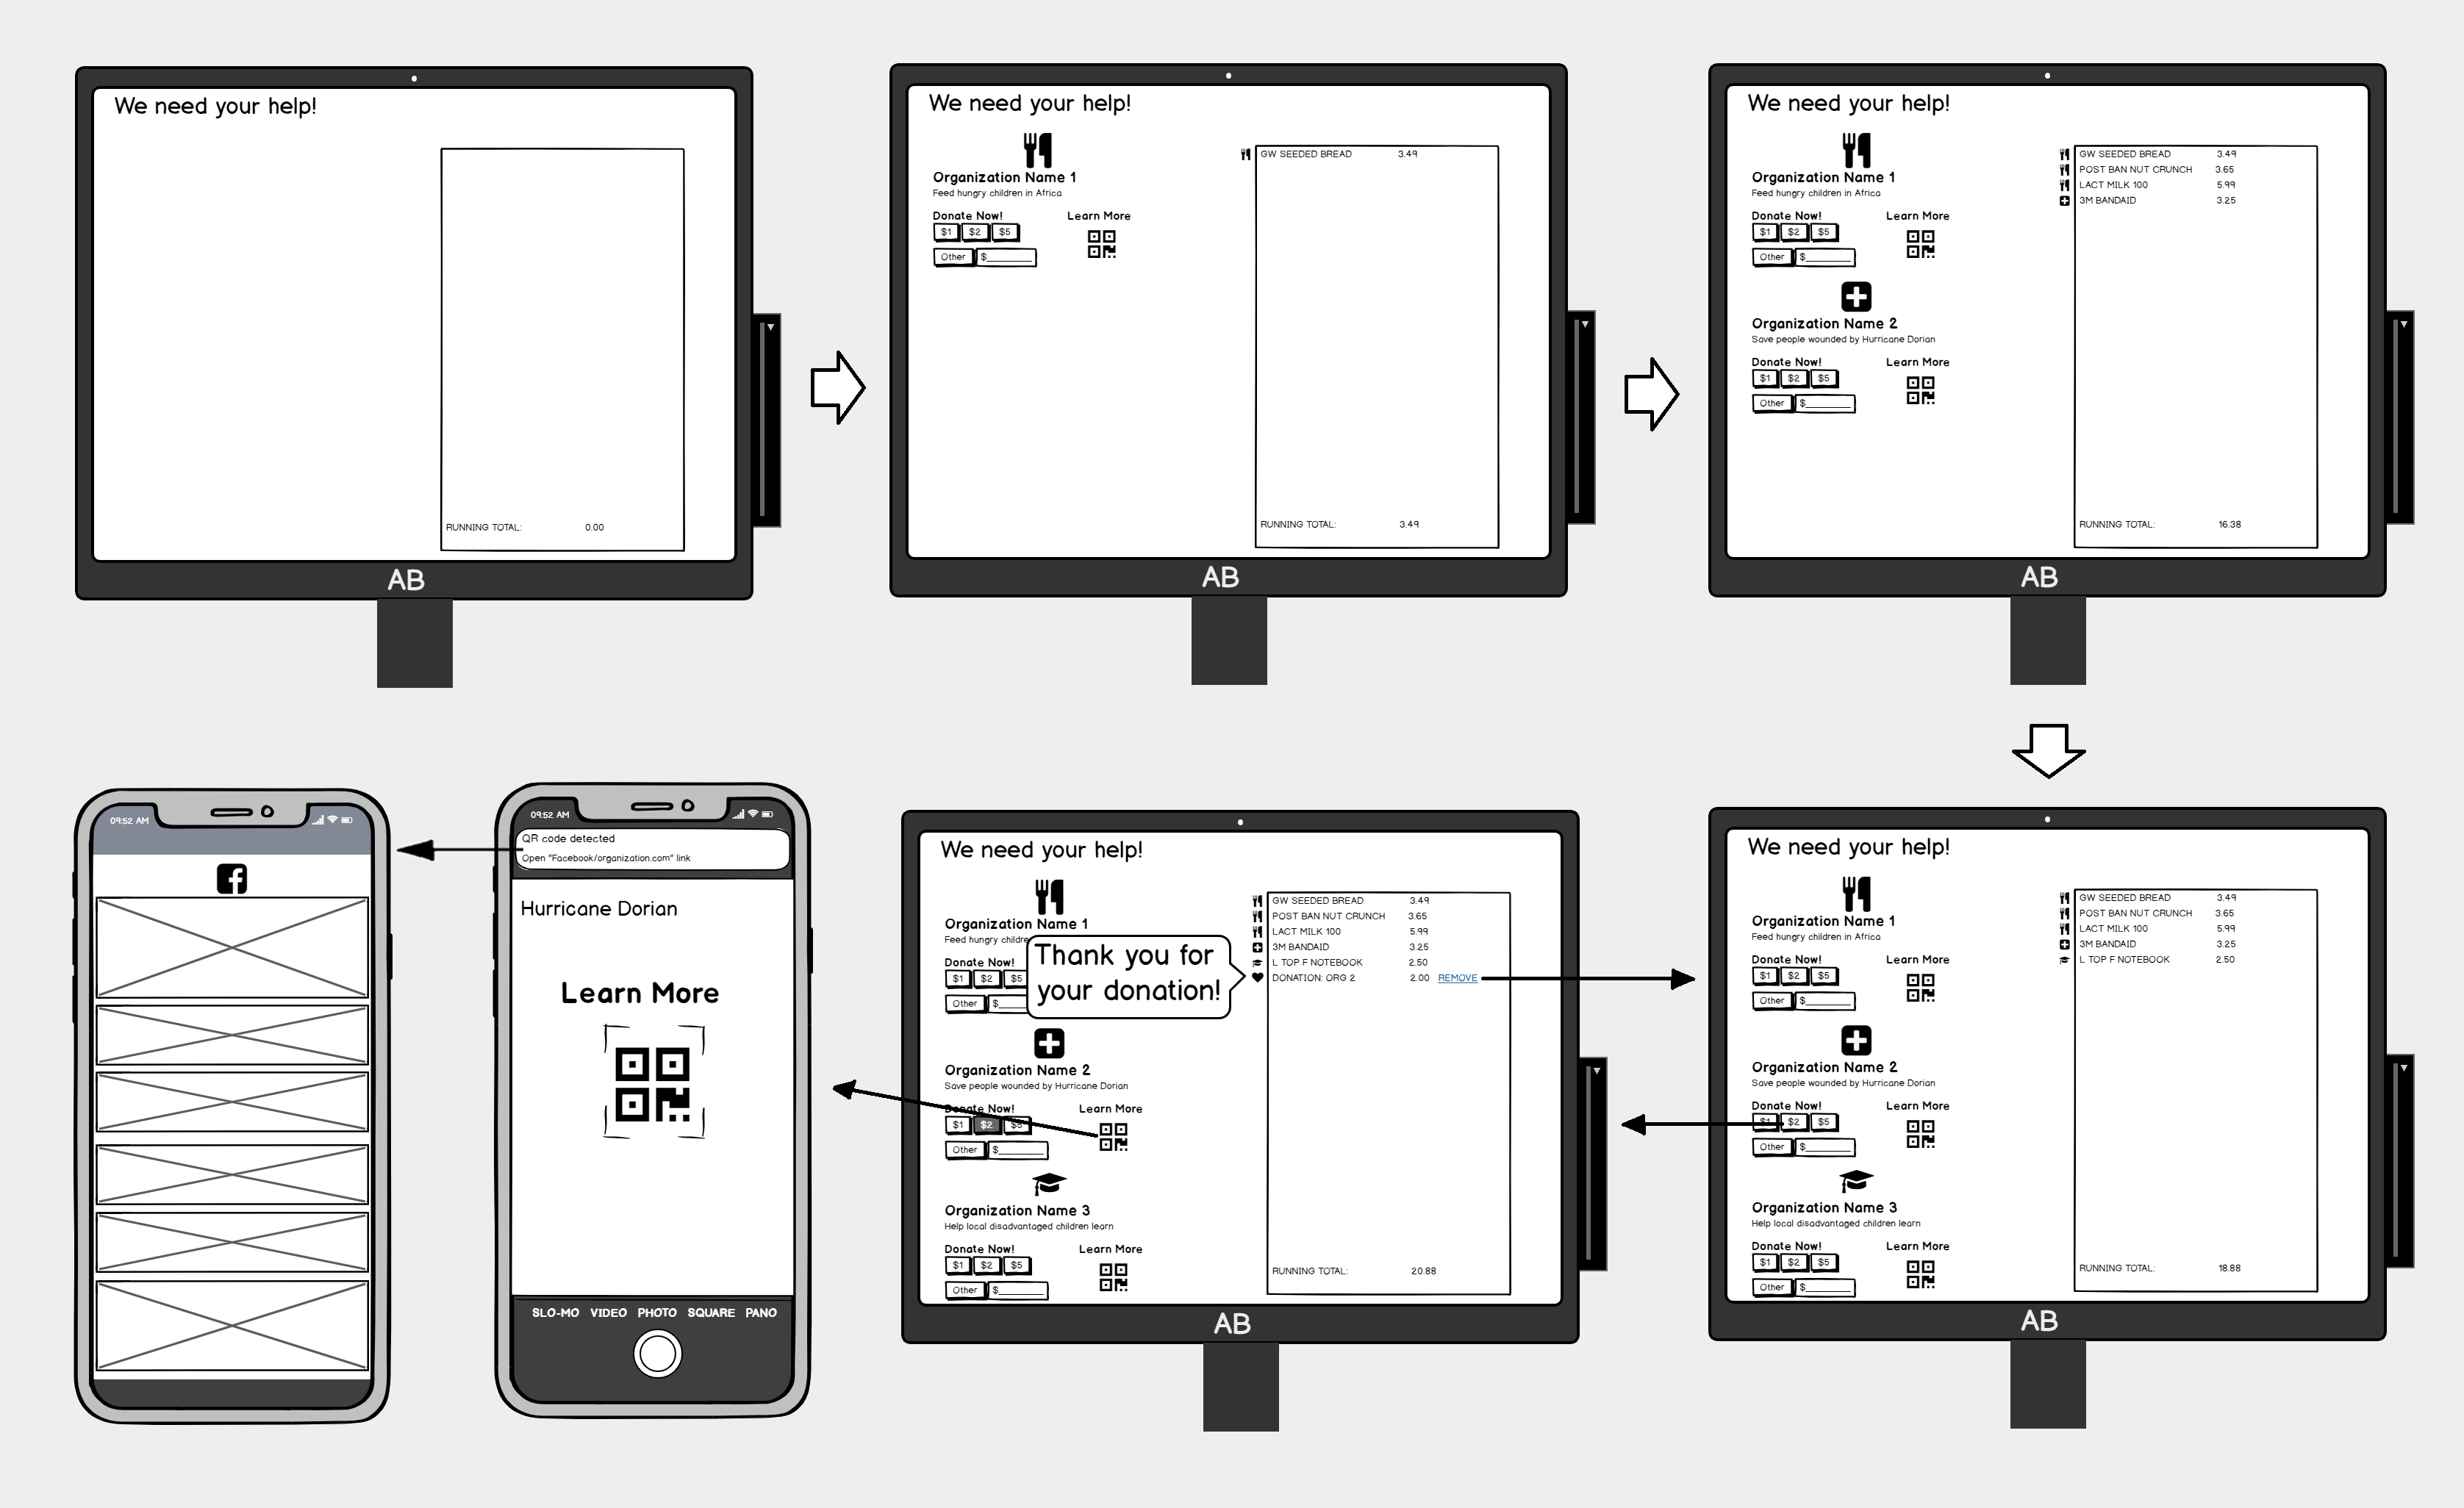 We need your help!
RUNNING TOTAL: 0.00
AB
We need your help!
Organization Name 1
Feed hungry children in Africa
Donate Now! Learn More
$1 $2 $5
Other $________
GW SEEDED BREAD 3.49
RUNNING TOTAL: 3.49
AB
We need your help!
Organization Name 1
Feed hungry children in Africa
Donate Now! Learn More
$1 $2 $5
Other $________
Organization Name 2
Save people wounded by Hurricane Dorian
Donate Now! Learn More
$1 $2 $5
Other $________
GW SEEDED BREAD 3.49
POST BAN NUT CRUNCH 3.65
LACT MILK 100 5.99
3M BANDAID 3.25
RUNNING TOTAL: 16.38
AB
We need your help!
Organization Name 1
Feed hungry children in Africa
Donate Now! Learn More
$1 $2 $5
Other $________
Organization Name 2
Save people wounded by Hurricane Dorian
Donate Now! Learn More
$1 $2 $5
Other $________
Organization Name 3
Help local disadvantaged children learn
Donate Now! Learn More
$1 $2 $5
Other $________
GW SEEDED BREAD 3.49
POST BAN NUT CRUNCH 3.65
LACT MILK 100 5.99
3M BANDAID 3.25
L TOP F NOTEBOOK 2.50
RUNNING TOTAL: 18.88
AB
We need your help!
Organization Name 1
Feed hungry childre
Donate Now!
$1 $2 $5
Other $
Thank you for
your donation!
Organization Name 2
Save people wounded by Hurricane Dorian
Donate Now! Learn More
$1 $2 $5
Other $________
Organization Name 3
Help local disadvantaged children learn
Donate Now! Learn More
$1 $2 $5
Other $________
GW SEEDED BREAD 3.49
POST BAN NUT CRUNCH 3.65
LACT MILK 100 5.99
3M BANDAID 3.25
L TOP F NOTEBOOK 2.50
DONATION: ORG 2 2.00 REMOVE
RUNNING TOTAL: 20.88
AB
09:52 AM
QR code detected
Open "Facebook/organization.com" link
Hurricane Dorian
Learn More
SLO-MO VIDEO PHOTO SQUARE PANO
09:52 AM